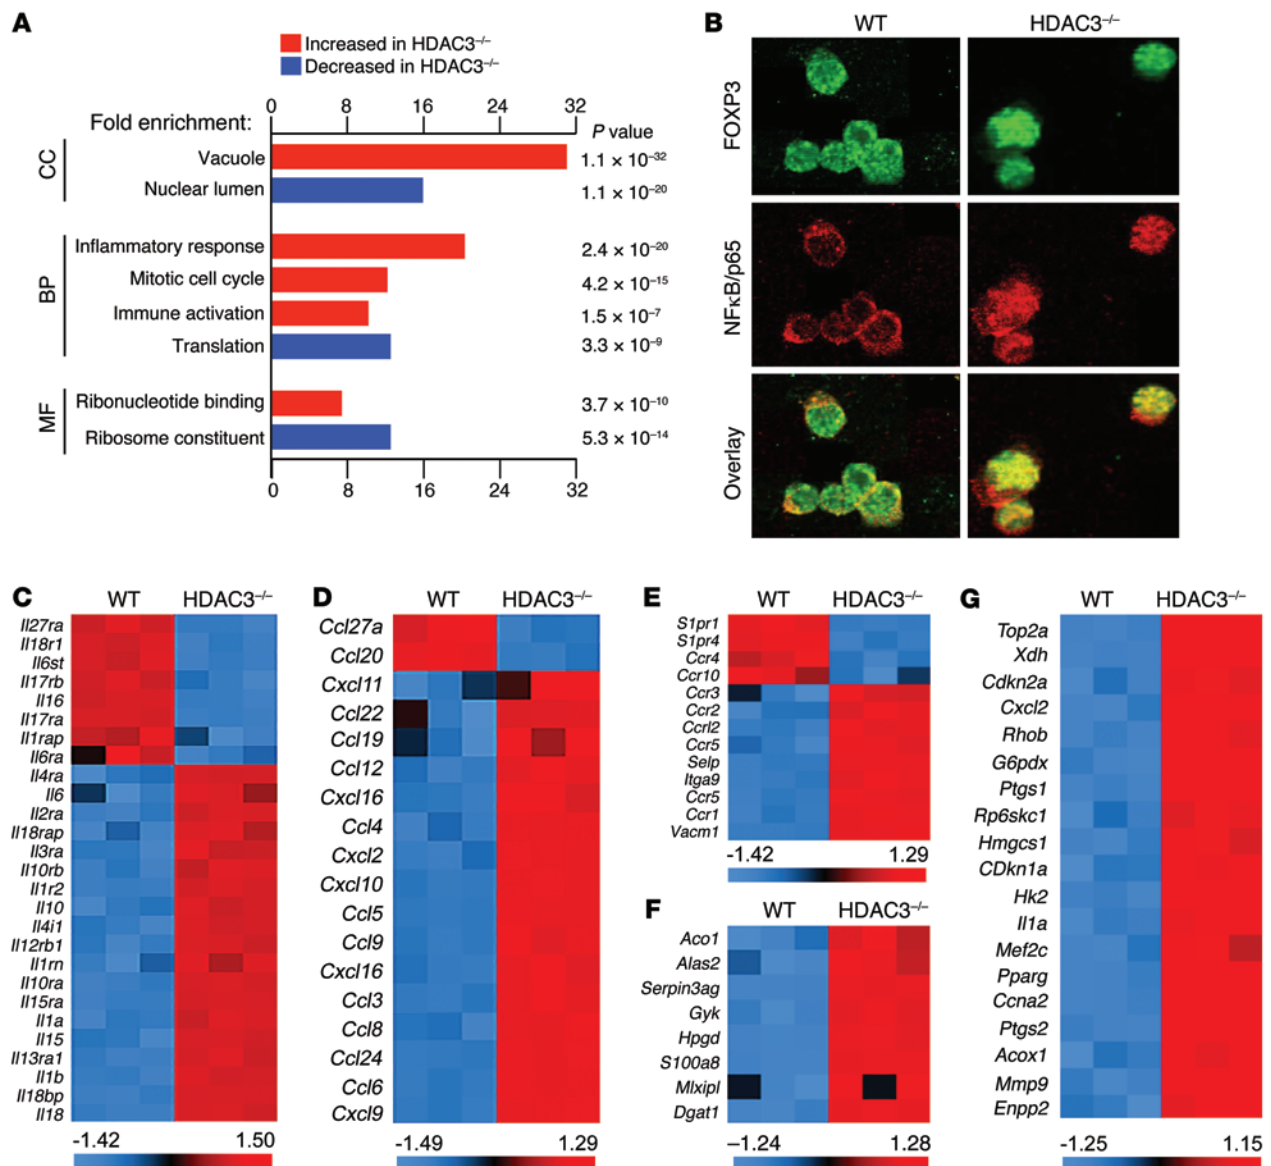 A
Increased in HDAC3–/–
Decreased in HDAC3–/–
0 8 16 24 32
Fold enrichment:
P value
CC
Vacuole 1.1 × 10–32
Nuclear lumen 1.1 × 10–20
BP
Inflammatory response 2.4 × 10–20
Mitotic cell cycle 4.2 × 10–15
Immune activation 1.5 × 10–7
Translation 3.3 × 10–9
MF
Ribonucleotide binding 3.7 × 10–10
Ribosome constituent 5.3 × 10–14
0 8 16 24 32
B
WT HDAC3–/–
FOXP3
NFκB/p65
Overlay
C
WT HDAC3–/–
Il27ra
Il18r1
Il6st
Il17rb
Il16
Il17ra
Il1rap
Il6ra
Il4ra
Il6
Il2ra
Il18rap
Il3ra
Il10rb
Il1r2
Il10
Il4i1
Il12rb1
Il1rn
Il10ra
Il15ra
Il1a
Il15
Il13ra1
Il1b
Il18bp
Il18
-1.42 1.50
D
WT HDAC3–/–
Ccl27a
Ccl20
Cxcl11
Ccl22
Ccl19
Ccl12
Cxcl16
Ccl4
Cxcl2
Cxcl10
Ccl5
Ccl9
Cxcl16
Ccl3
Ccl8
Ccl24
Ccl6
Cxcl9
-1.49 1.29
E
WT HDAC3–/–
S1pr1
S1pr4
Ccr4
Ccr10
Ccr3
Ccr2
Ccrl2
Ccr5
Selp
Itga9
Ccr5
Ccr1
Vacm1
-1.42 1.29
F
WT HDAC3–/–
Aco1
Alas2
Serpin3ag
Gyk
Hpgd
S100a8
Mlxipl
Dgat1
–1.24 1.28
G
WT HDAC3–/–
Top2a
Xdh
Cdkn2a
Cxcl2
Rhob
G6pdx
Ptgs1
Rp6skc1
Hmgcs1
CDkn1a
Hk2
Il1a
Mef2c
Pparg
Ccna2
Ptgs2
Acox1
Mmp9
Enpp2
-1.25 1.15